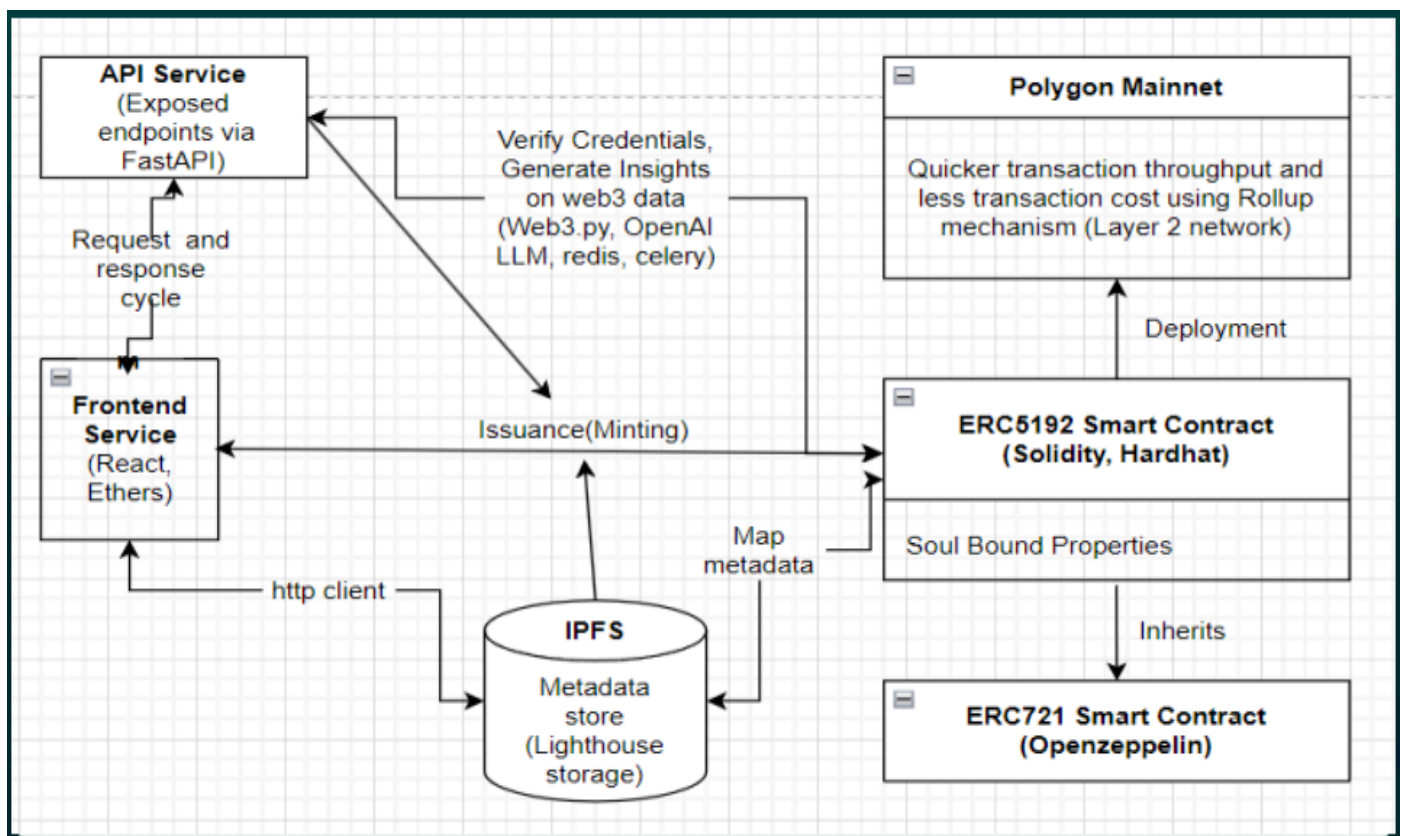 API Service
(Exposed
endpoints via
FastAPI)
Polygon Mainnet
Quicker transaction throughput and
less transaction cost using Rollup
mechanism (Layer 2 network)
Verify Credentials,
Generate Insights
on web3 data
(Web3.py, OpenAI
LLM, redis, celery)
Request and
response
cycle
Deployment
Frontend
Service
(React,
Ethers)
Issuance(Minting)
ERC5192 Smart Contract
(Solidity, Hardhat)
Soul Bound Properties
Map
metadata
http client
IPFS
Metadata
store
(Lighthouse
storage)
Inherits
ERC721 Smart Contract
(Openzeppelin)